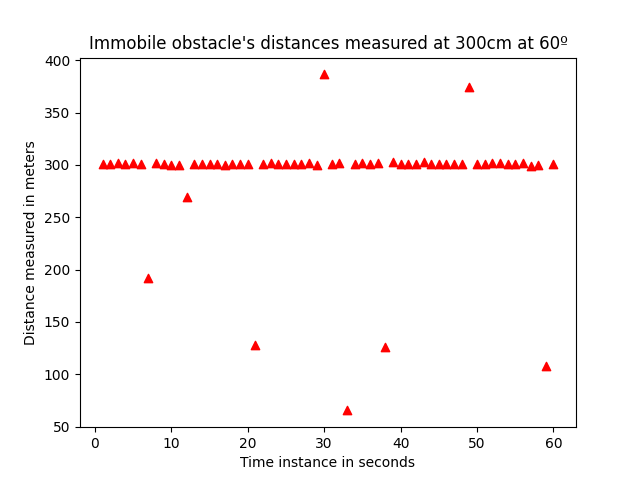 Immobile obstacle's distances measured at 300cm at 60º
400
350
300
250
200
150
100
50
Distance measured in meters
0 10 20 30 40 50 60
Time instance in seconds